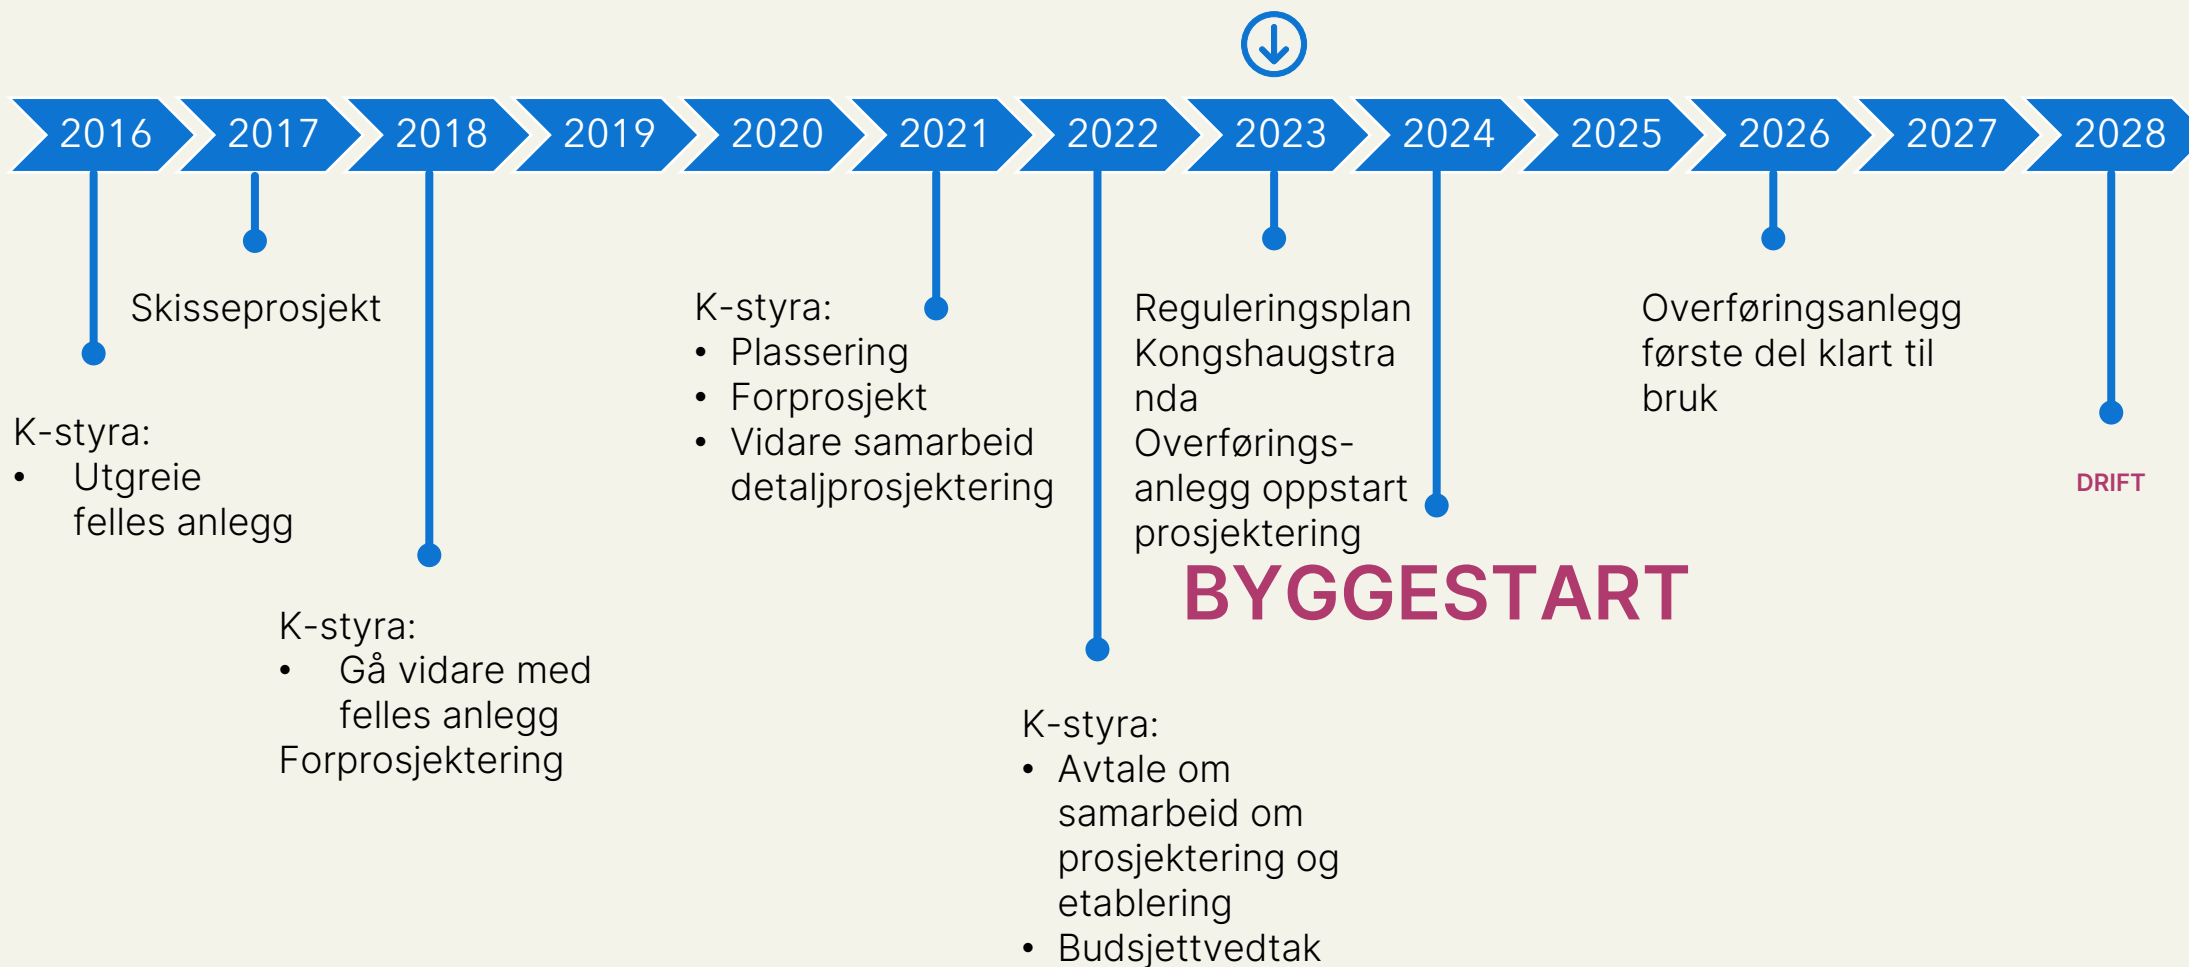 2016 2017 2018 2019 2020 2021 2022 2023 2024 2025 2026 2027 2028
K-styra:
• Utgreie
felles anlegg
Skisseprosjekt
K-styra:
• Gå vidare med
felles anlegg
Forprosjektering
K-styra:
• Plassering
• Forprosjekt
• Vidare samarbeid
detaljprosjektering
K-styra:
• Avtale om
samarbeid om
prosjektering og
etablering
• Budsjettvedtak
Reguleringsplan
Kongshaugstra
nda
Overførings-
anlegg oppstart
prosjektering
BYGGESTART
Overføringsanlegg
første del klart til
bruk
DRIFT